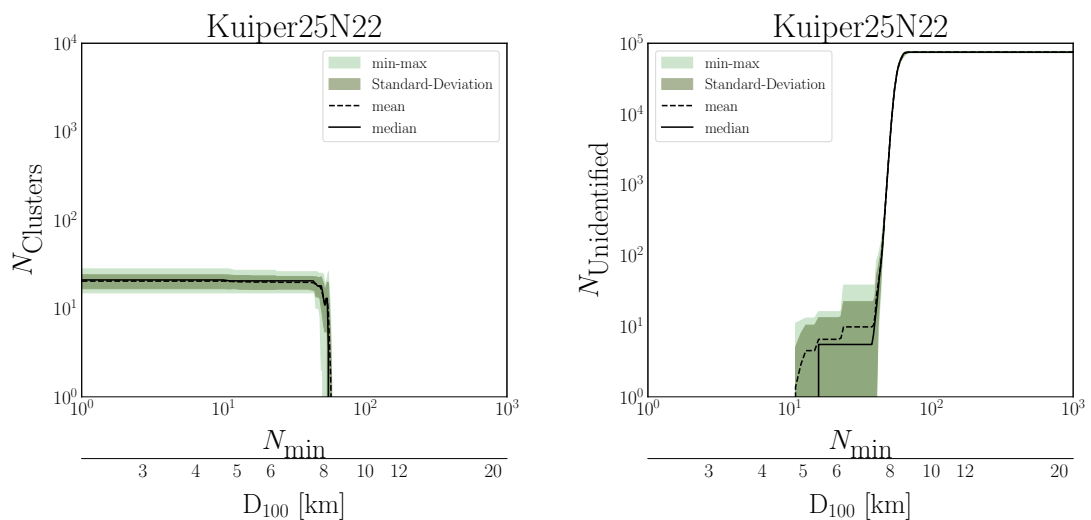 Kuiper25N22
10^4
10^3
10^2
10^1
10^0
N_Clusters
min-max
Standard-Deviation
mean
median
10^0 10^1 10^2 10^3
N_min
3 4 5 6 8 10 12 20
D_100 [km]
Kuiper25N22
10^5
10^4
10^3
10^2
10^1
10^0
N_Unidentified
min-max
Standard-Deviation
mean
median
10^0 10^1 10^2 10^3
N_min
3 4 5 6 8 10 12 20
D_100 [km]